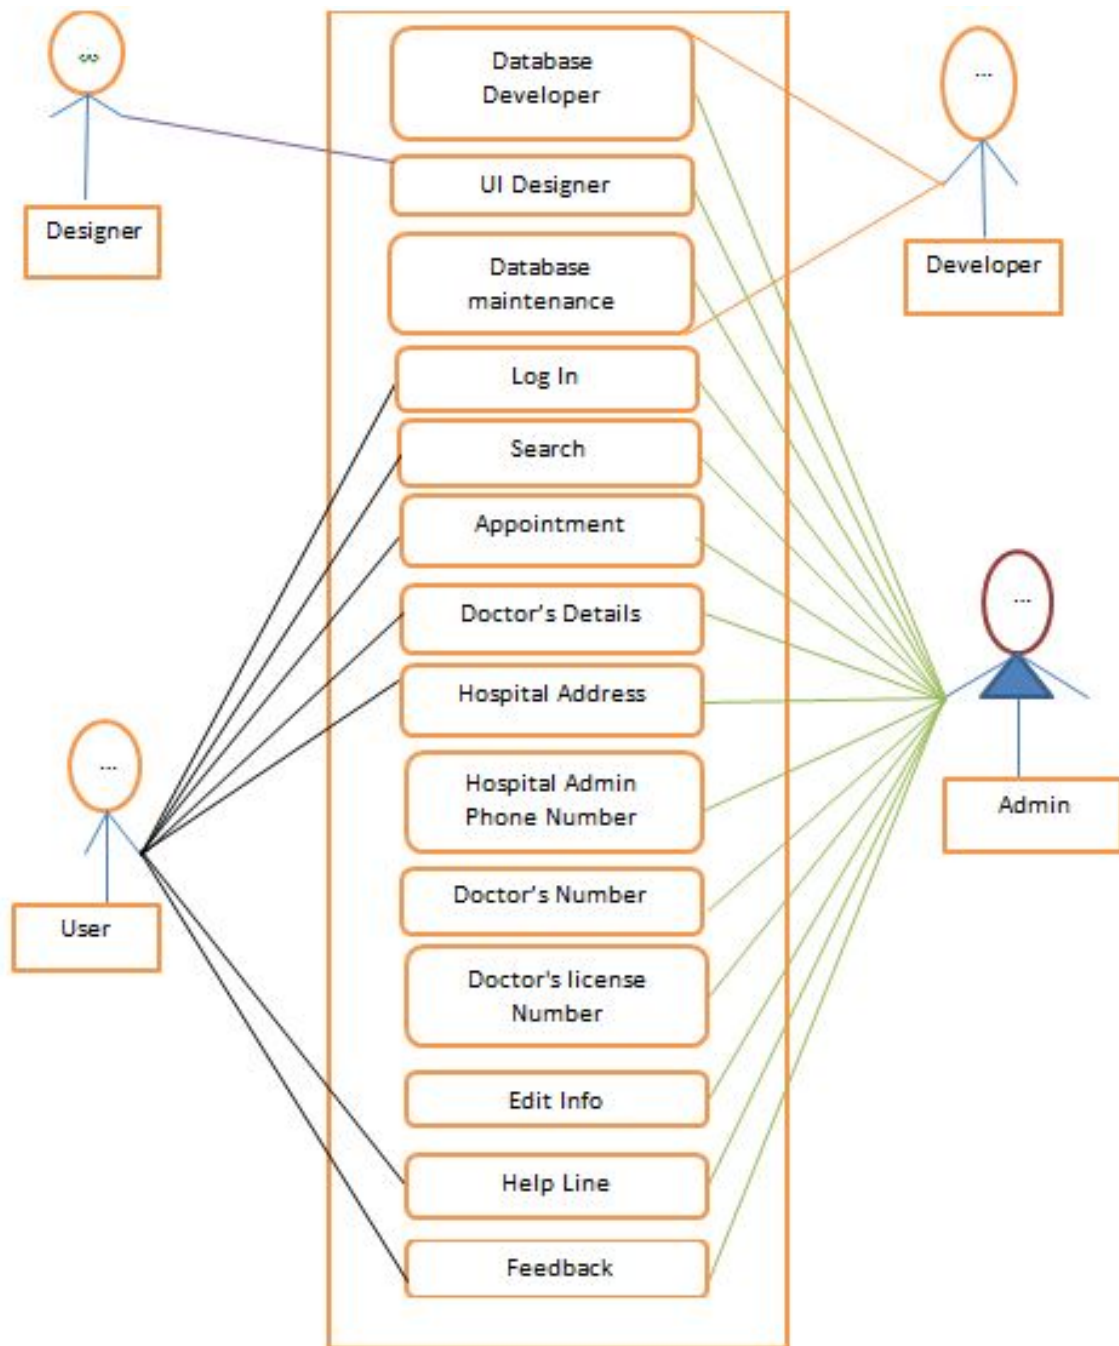 Database
Developer
UI Designer
Designer
Developer
Database
maintenance
Log In
Search
Appointment
Doctor's Details
Hospital Address
Hospital Admin
Phone Number
Admin
Doctor's Number
User
Doctor's license
Number
Edit Info
Help Line
Feedback